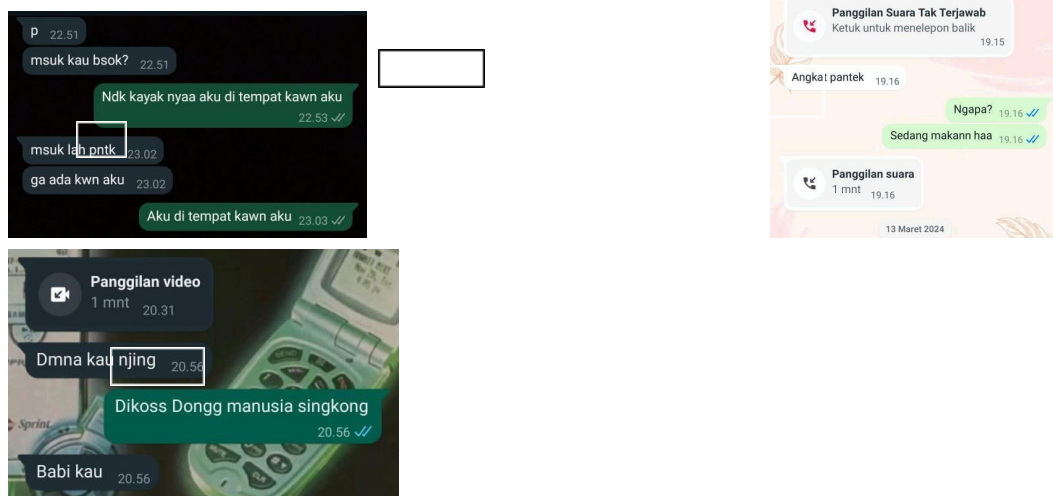 p 22.51
msuk kau bsok? 22.51
Ndk kayak nyaa aku di tempat kawn aku
22.53
msuk lah pntk 23.02
ga ada kwn aku 23.02
Aku di tempat kawn aku 23.03
Panggilan Suara Tak Terjawab
Ketuk untuk menelepon balik
19.15
Angkat pantek 19.16
Ngapa? 19.16
Sedang makann haa 19.16
Panggilan suara
1 mnt 19.16
13 Maret 2024
Panggilan video
1 mnt 20.31
Dmna kau njing 20.56
Dikoss Dongg manusia singkong
20.56
Babi kau 20.56
Sprint